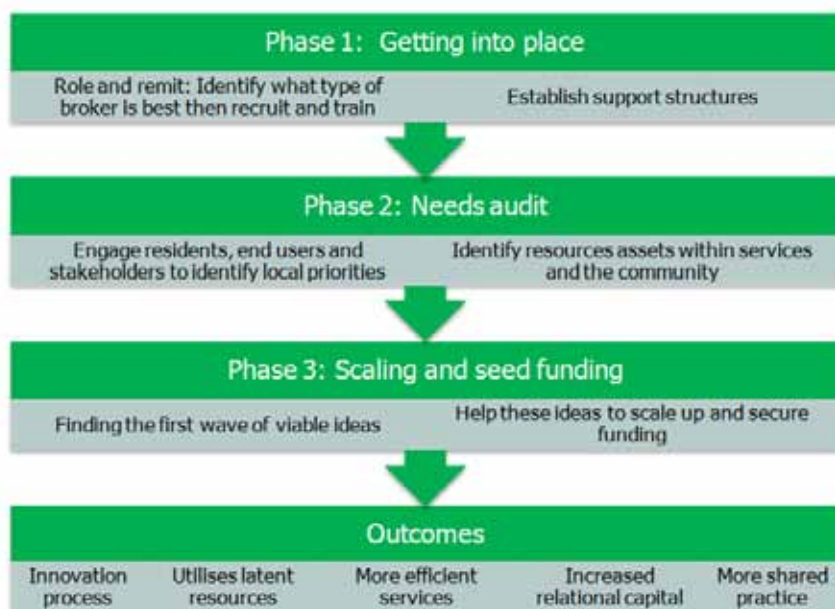 Phase 1: Getting into place
Role and remit: Identify what type of
broker is best then recruit and train
Establish support structures
Phase 2: Needs audit
Engage residents, end users and
stakeholders to identify local priorities
Identify resources assets within services
and the community
Phase 3: Scaling and seed funding
Finding the first wave of viable ideas
Help these ideas to scale up and secure
funding
Outcomes
Innovation
process
Utilises latent
resources
More efficient
services
Increased
relational capital
More shared
practice